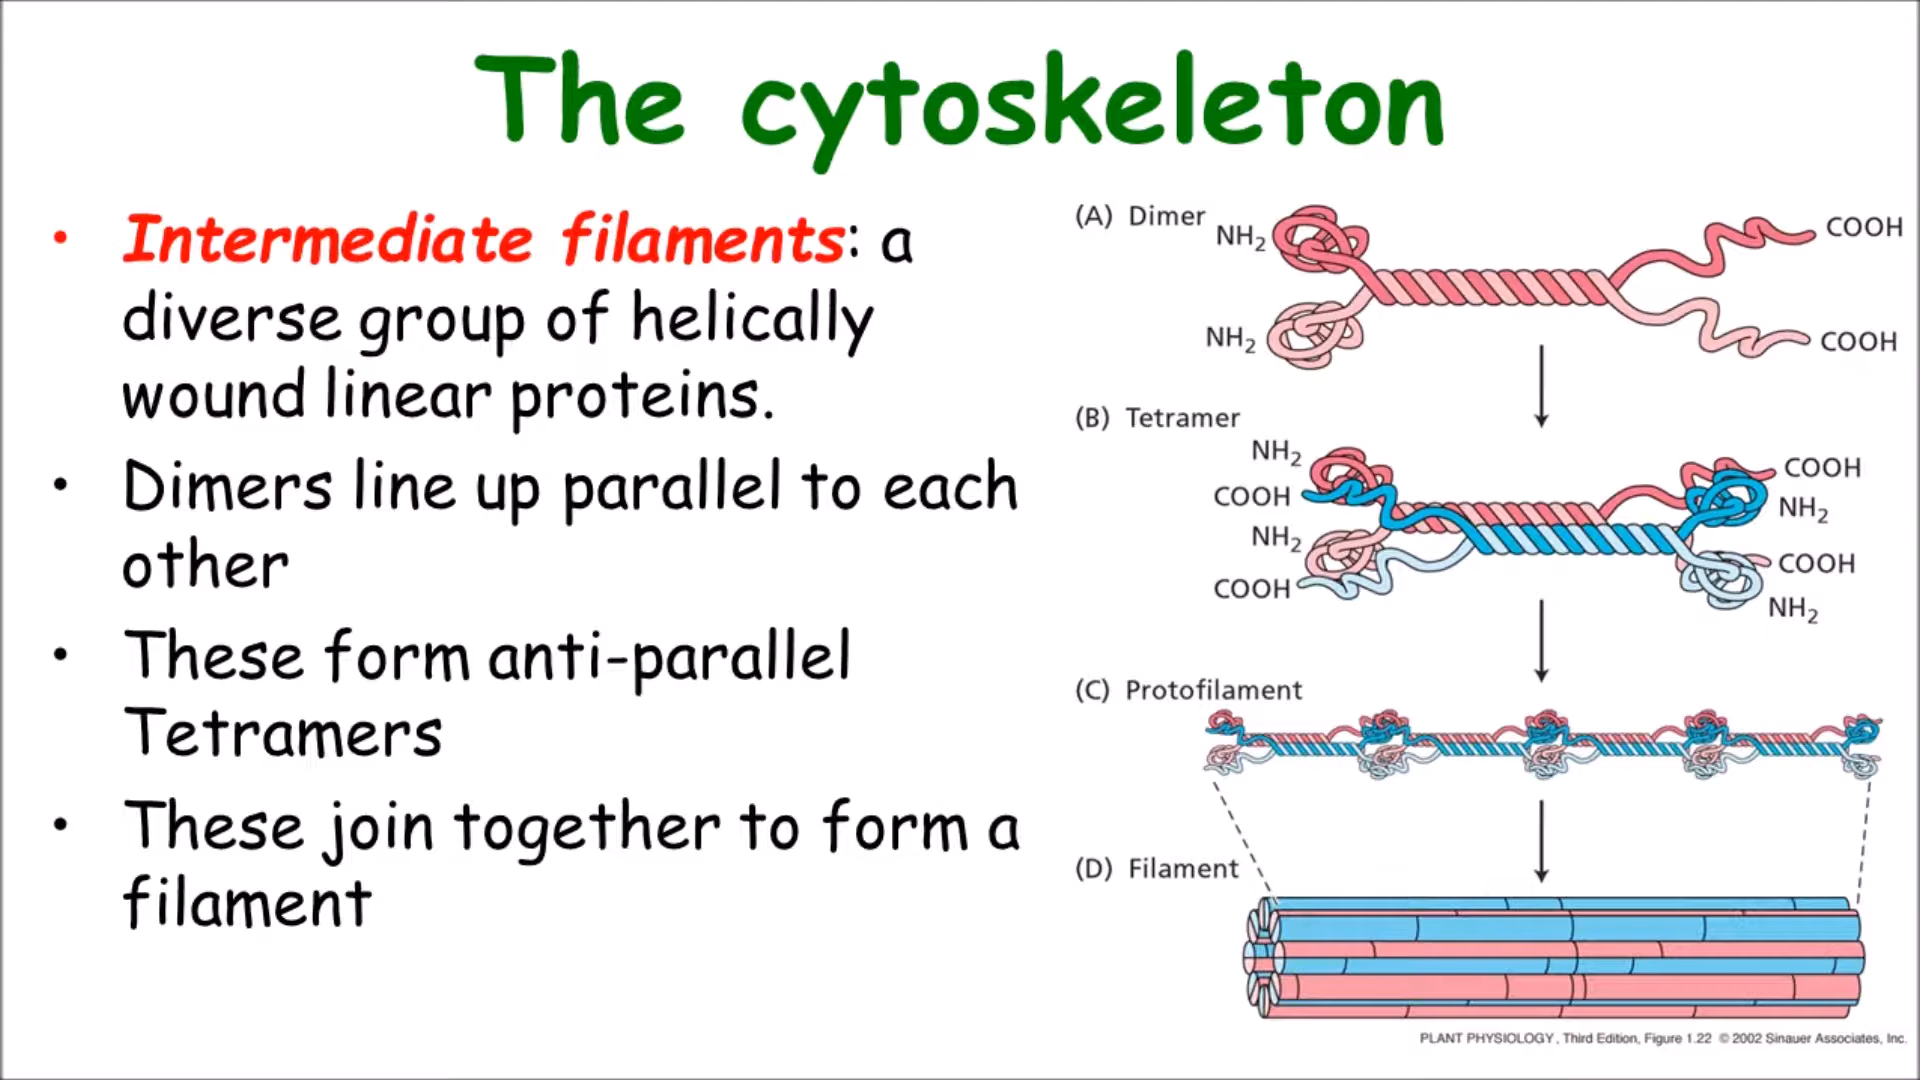 The cytoskeleton
• Intermediate filaments: a
diverse group of helically
wound linear proteins.
• Dimers line up parallel to each
other
• These form anti-parallel
Tetramers
• These join together to form a
filament
(A) Dimer
NH2
COOH
NH2
COOH
(B) Tetramer
NH2
COOH
COOH
NH2
NH2
COOH
COOH
NH2
(C) Protofilament
(D) Filament
PLANT PHYSIOLOGY, Third Edition, Figure 1.22 © 2002 Sinauer Associates, Inc.